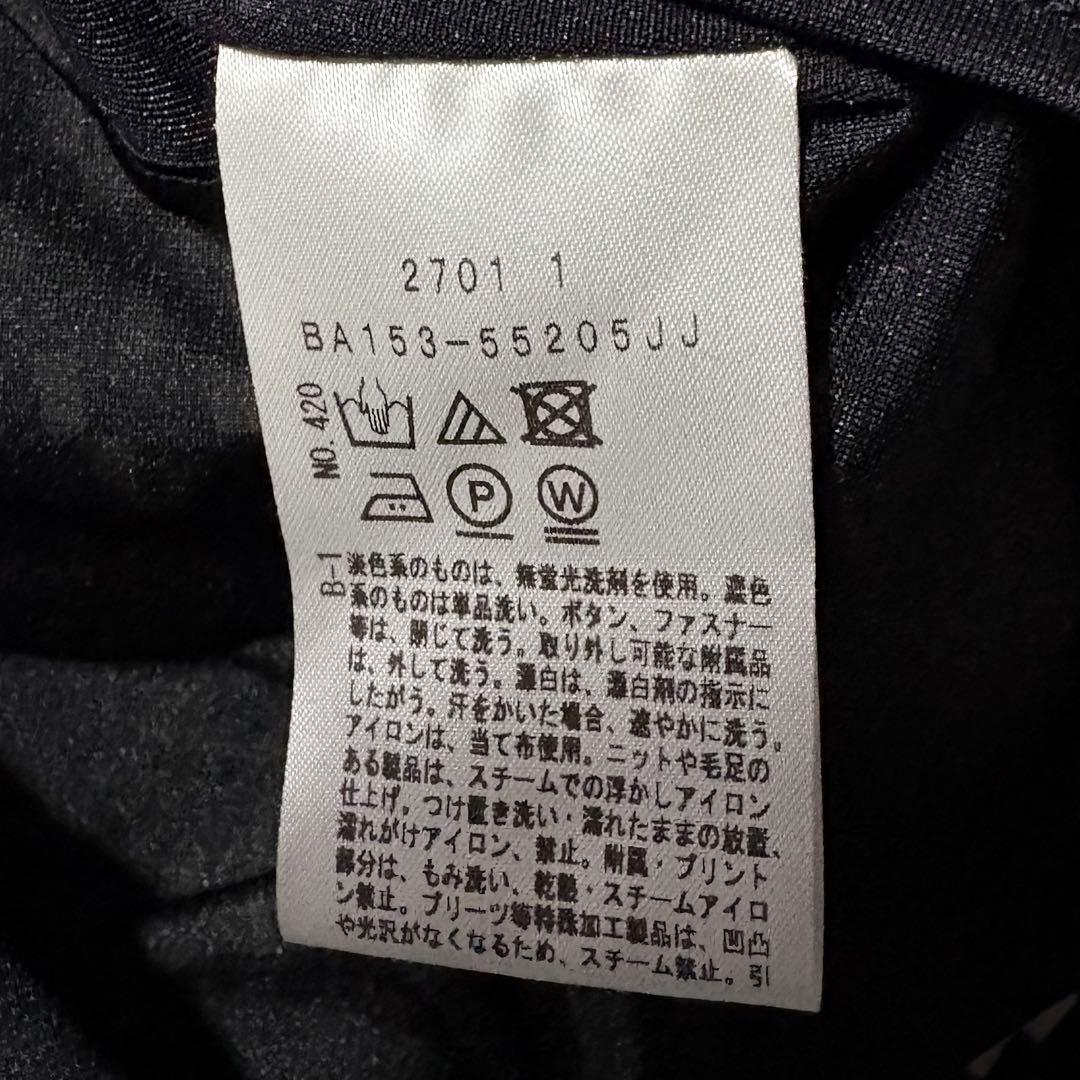 2701 1
BA153-55205JJ
NO. 420
P
W
B-1
淡色系のものは、無蛍光洗剤を使用。濃色
系のものは単品洗い。ボタン、ファスナー
等は、閉じて洗う。取り外し可能な附属品
は、外して洗う。漂白は、漂白剤の指示に
したがう。汗をかいた場合、速やかに洗う。
アイロンは、当て布使用。ニットや毛足の
ある製品は、スチームでの浮かしアイロン
仕上げ。つけ置き洗い・濡れたままの放置、
濡れがけアイロン、禁止。附属・プリント
部分は、もみ洗い、乾燥・スチームアイロ
ン禁止。プリーツ等特殊加工製品は、凹凸
や光沢がなくなるため、スチーム禁止。引